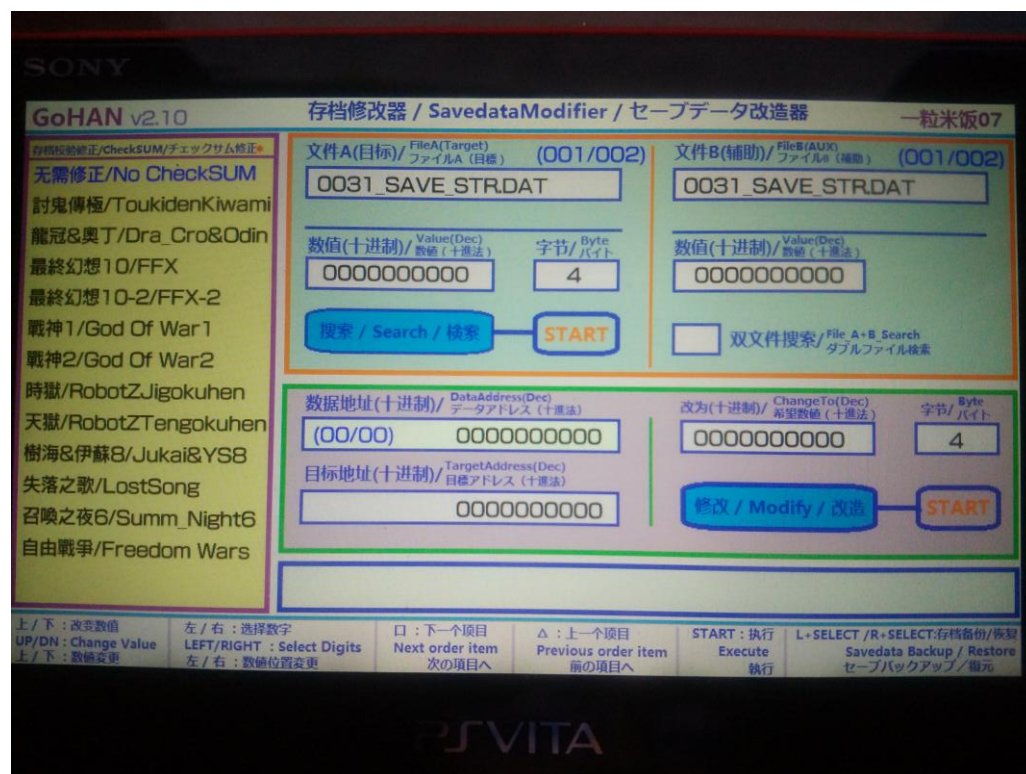 SONY
GoHAN v2.10
存档修改器 / SavedataModifier / セーブデータ改造器
一粒米饭07
存档校验修正/CheckSUM/チェックサム修正
无需修正/No CheckSUM
討鬼傳極/ToukidenKiwami
龍冠&奥丁/Dra_Cro&Odin
最終幻想10/FFX
最終幻想10-2/FFX-2
戰神1/God Of War1
戰神2/God Of War2
時獄/RobotZJigokuhen
天獄/RobotZTengokuhen
樹海&伊蘇8/Jukai&YS8
失落之歌/LostSong
召喚之夜6/Summ_Night6
自由戰爭/Freedom Wars
文件A(目标)/ FileA(Target)
ファイルA（目標）
(001/002)
0031_SAVE_STR.DAT
数值(十进制)/ Value(Dec)
数値（十進法）
字节/ Byte
バイト
0000000000
4
搜索 / Search / 検索
START
文件B(辅助)/ FileB(AUX)
ファイルB（補助）
(001/002)
0031_SAVE_STR.DAT
数值(十进制)/ Value(Dec)
数値（十進法）
0000000000
双文件搜索/ File_A+B_Search
ダブルファイル検索
数据地址(十进制)/ DataAddress(Dec)
データアドレス（十進法）
(00/00) 0000000000
目标地址(十进制)/ TargetAddress(Dec)
目標アドレス（十進法）
0000000000
改为(十进制)/ ChangeTo(Dec)
希望数値（十進法）
字节/ Byte
バイト
0000000000
4
修改 / Modify / 改造
START
上 / 下 : 改变数值
UP/DN : Change Value
上 / 下 : 数値変更
左 / 右 : 选择数字
LEFT/RIGHT : Select Digits
左 / 右 : 数値位置変更
口 : 下一个项目
Next order item
次の項目へ
△ : 上一个项目
Previous order item
前の項目へ
START : 执行
Execute
執行
L+SELECT /R+SELECT:存档备份/恢复
Savedata Backup / Restore
セーブバックアップ／復元
PSVITA